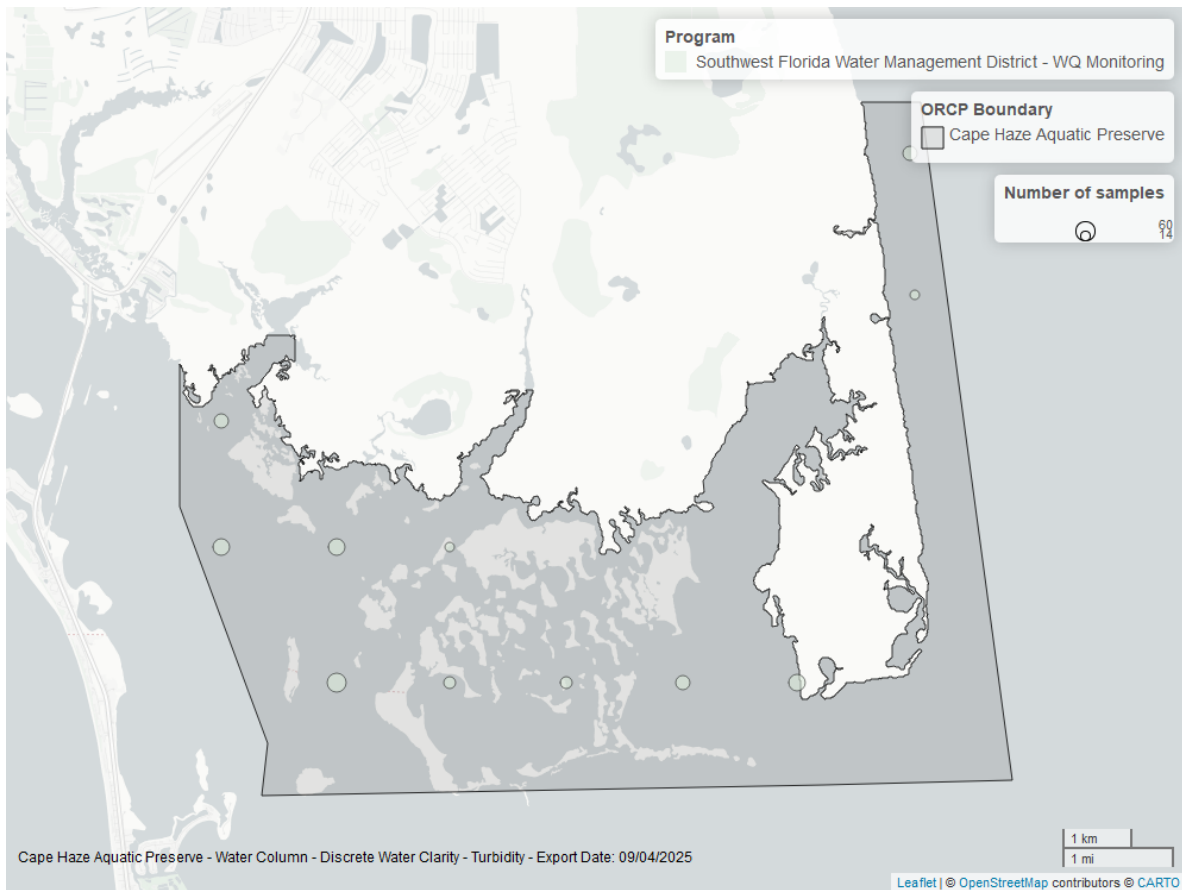 Program
Southwest Florida Water Management District - WQ Monitoring
ORCP Boundary
Cape Haze Aquatic Preserve
Number of samples
60
14
1 km
1 mi
Cape Haze Aquatic Preserve - Water Column - Discrete Water Clarity - Turbidity - Export Date: 09/04/2025
Leaflet | © OpenStreetMap contributors © CARTO